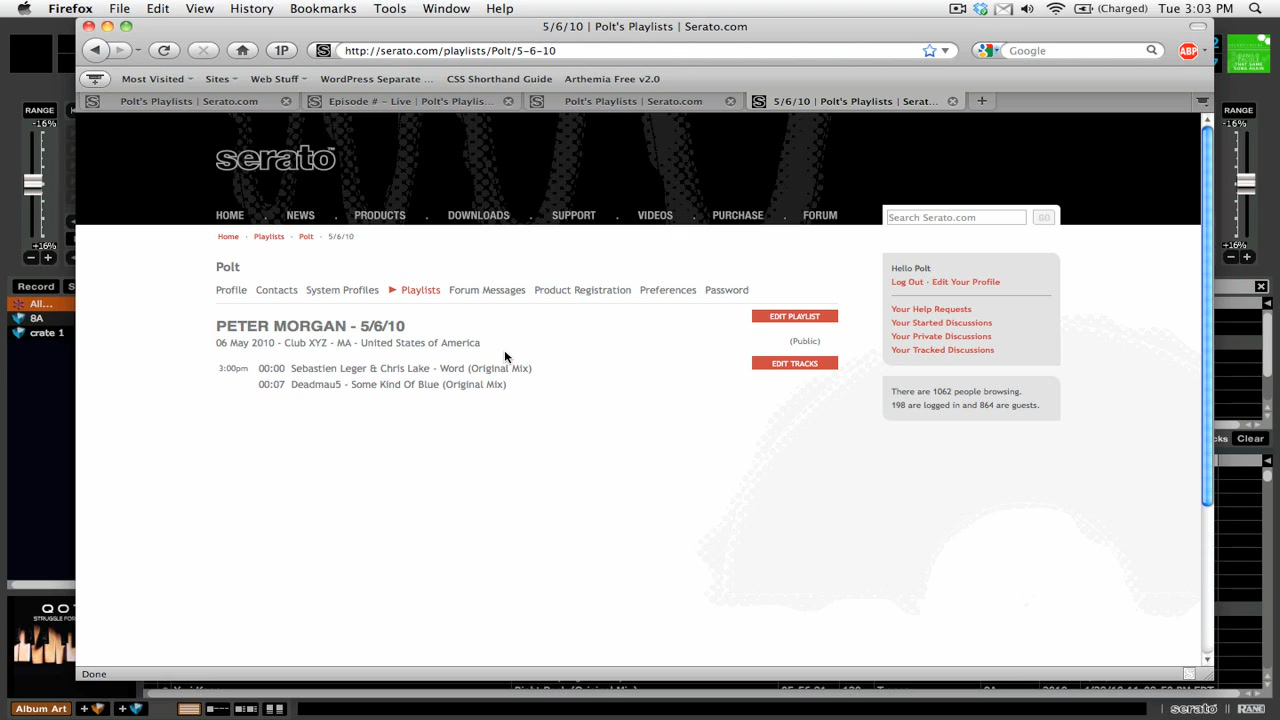 Firefox File Edit View History Bookmarks Tools Window Help (Charged) Tue 3:03 PM
5/6/10 | Polt's Playlists | Serato.com
http://serato.com/playlists/Polt/5-6-10
Google
ABP
1P
Most Visited Sites Web Stuff WordPress Separate ... CSS Shorthand Guid... Arthemia Free v2.0
Polt's Playlists | Serato.com Episode # - Live | Polt's Playlis... Polt's Playlists | Serato.com 5/6/10 | Polt's Playlists | Serat...
serato
HOME . NEWS . PRODUCTS . DOWNLOADS . SUPPORT . VIDEOS . PURCHASE . FORUM
Search Serato.com GO
Home · Playlists · Polt · 5/6/10
Polt
Profile Contacts System Profiles Playlists Forum Messages Product Registration Preferences Password
PETER MORGAN - 5/6/10
06 May 2010 - Club XYZ - MA - United States of America
3:00pm 00:00 Sebastien Leger & Chris Lake - Word (Original Mix)
00:07 Deadmau5 - Some Kind Of Blue (Original Mix)
EDIT PLAYLIST
(Public)
EDIT TRACKS
Hello Polt
Log Out · Edit Your Profile
Your Help Requests
Your Started Discussions
Your Private Discussions
Your Tracked Discussions
There are 1062 people browsing.
198 are logged in and 864 are guests.
Done
RANGE
-16%
+16%
Record
All...
8A
crate 1
QO
STRUGGLE FOR
Album Art
RANGE
-16%
+16%
Clear
serato
RANE